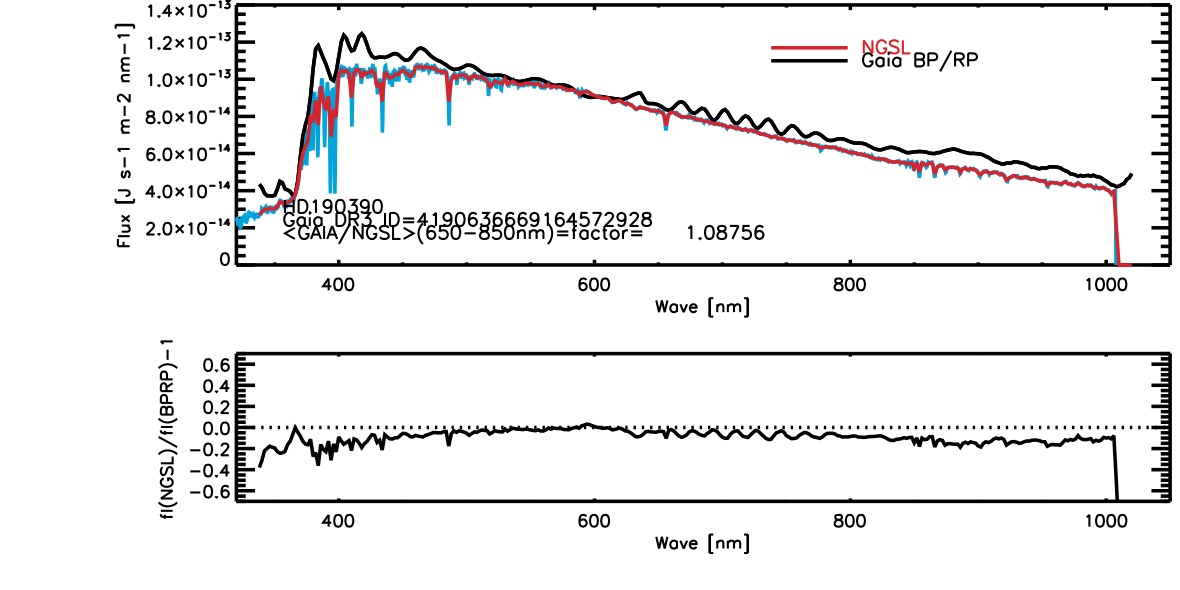 1.4×10−13
1.2×10−13
1.0×10−13
8.0×10−14
6.0×10−14
4.0×10−14
2.0×10−14
0
Flux [J s−1 m−2 nm−1]
NGSL
Gaia BP/RP
HD190390
Gaia DR3 ID=4190636669164572928
<GAIA/NGSL>(650−850nm)=factor= 1.08756
400 600 800 1000
Wave [nm]
0.6
0.4
0.2
0.0
−0.2
−0.4
−0.6
fl(NGSL)/fl(BPRP)−1
400 600 800 1000
Wave [nm]